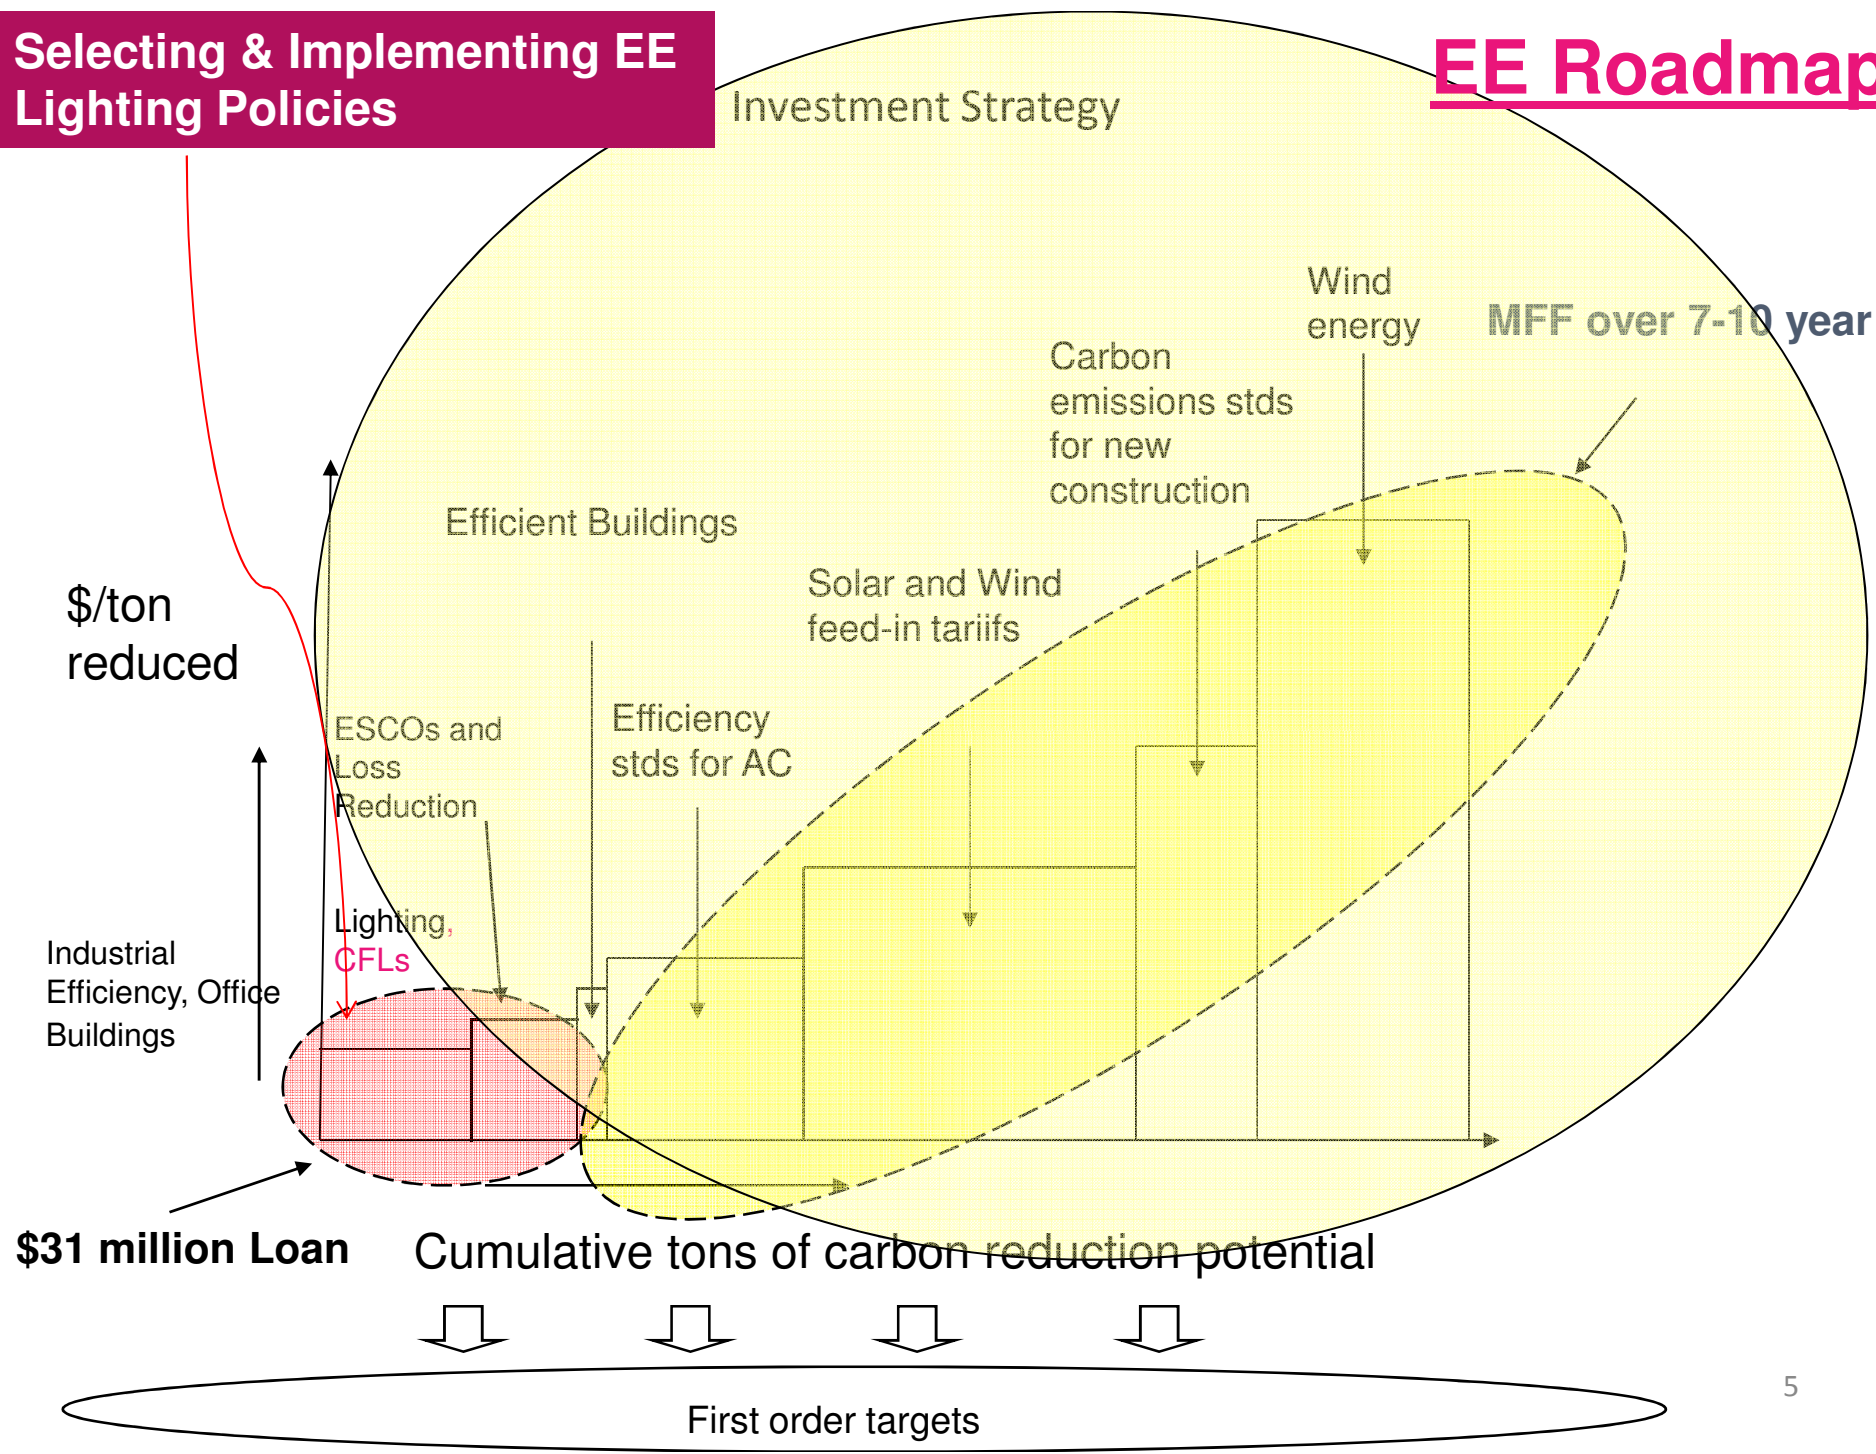 Selecting & Implementing EE
Lighting Policies
EE Roadmap
Investment Strategy
Wind
energy
MFF over 7-10 year
Carbon
emissions stds
for new
construction
Efficient Buildings
Solar and Wind
feed-in tariifs
$/ton
reduced
ESCOs and
Loss
Reduction
Efficiency
stds for AC
Lighting,
CFLs
Industrial
Efficiency, Office
Buildings
$31 million Loan
Cumulative tons of carbon reduction potential
First order targets
5